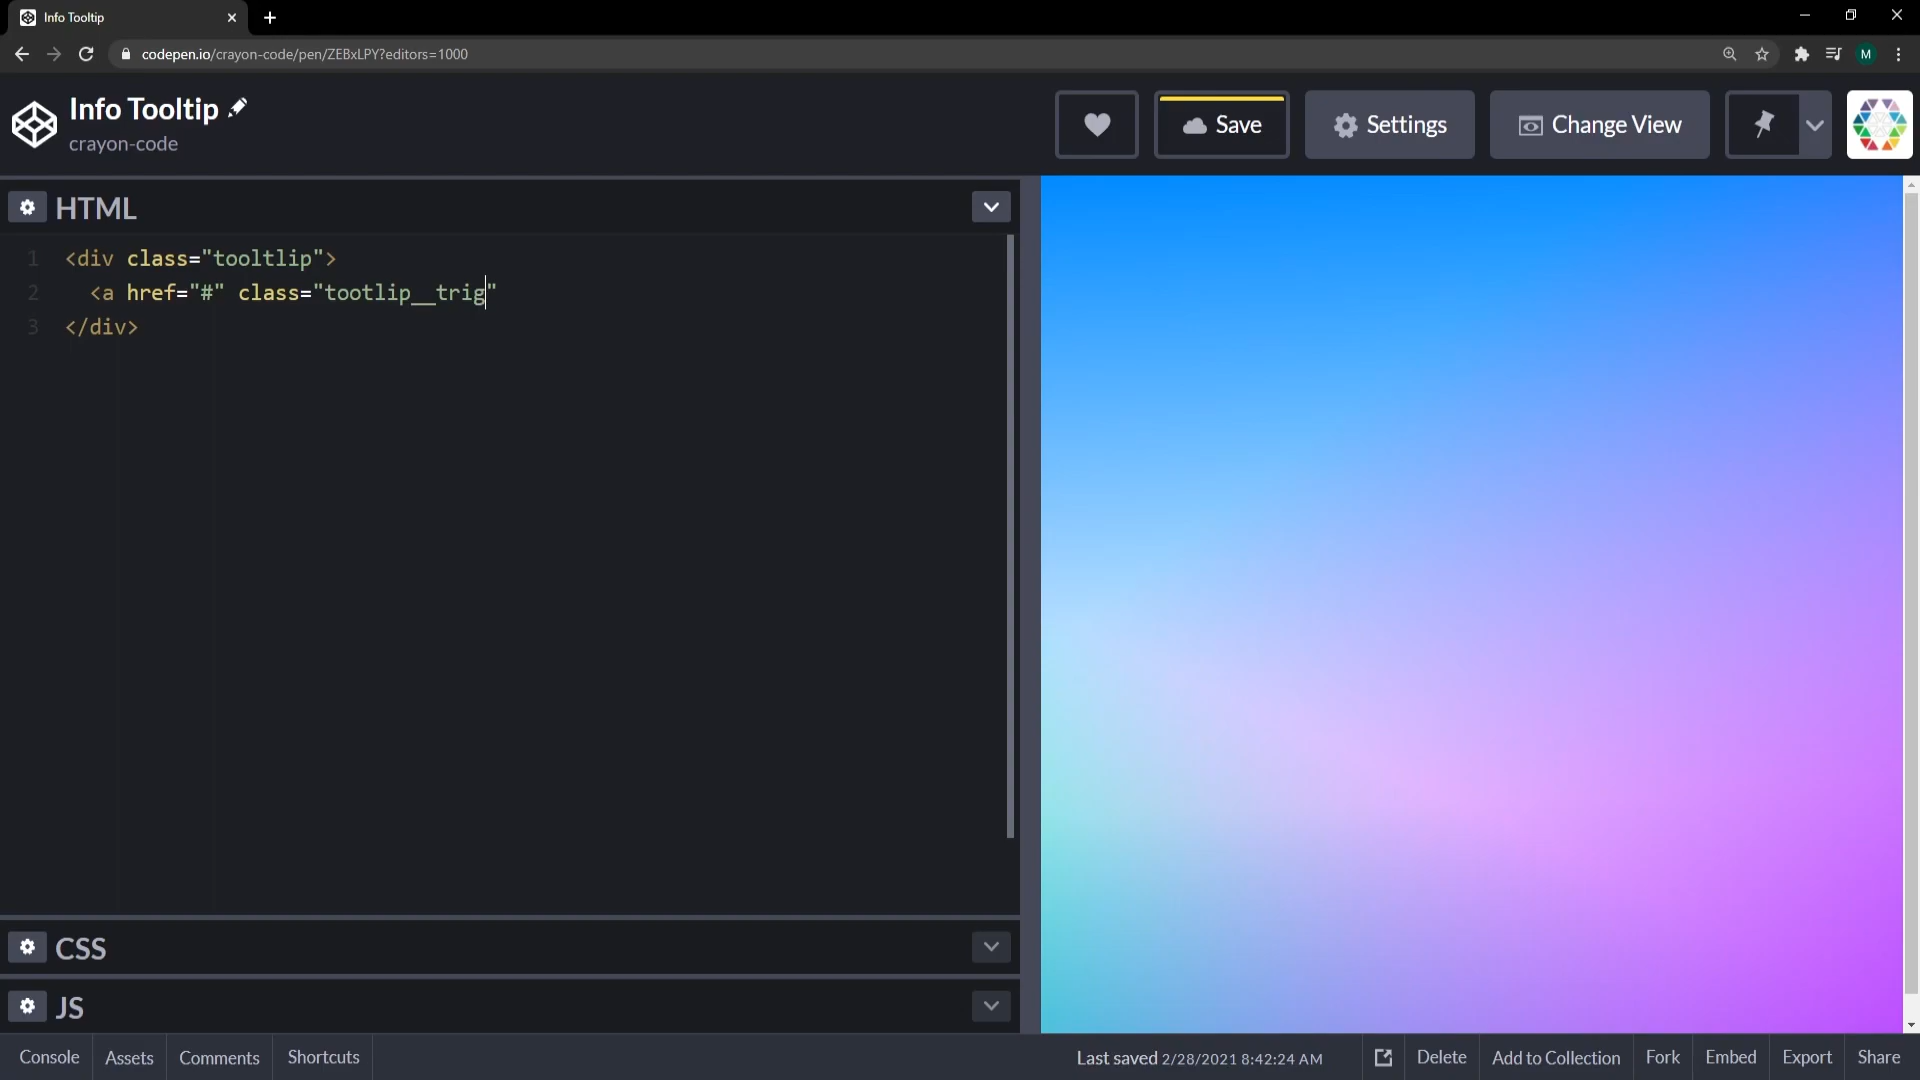 Info Tooltip
codepen.io/crayon-code/pen/ZEBxLPY?editors=1000
M
Info Tooltip
crayon-code
Save
Settings
Change View
HTML
1 <div class="tooltlip">
2 <a href="#" class="tootlip__trig"
3 </div>
CSS
JS
Console Assets Comments Shortcuts Last saved 2/28/2021 8:42:24 AM Delete Add to Collection Fork Embed Export Share